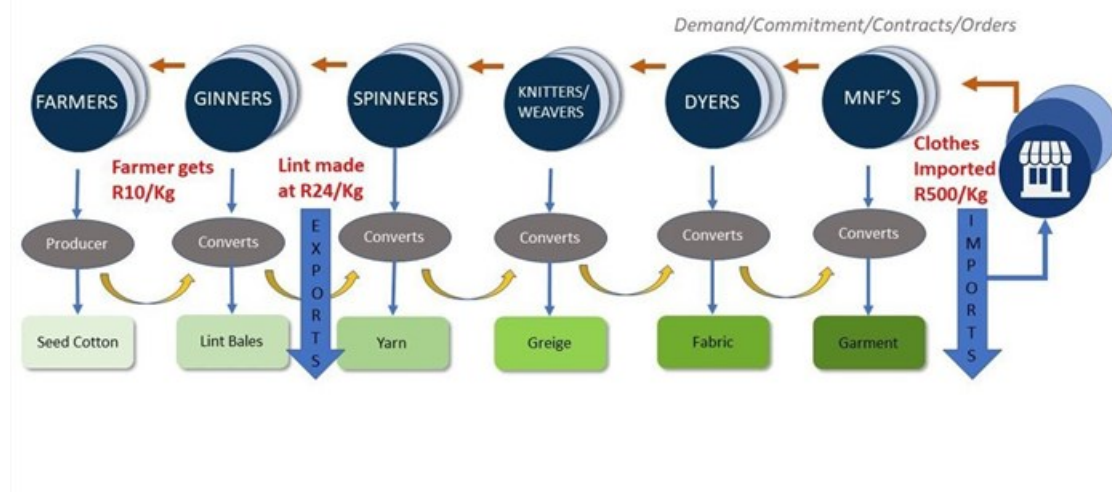 Demand/Commitment/Contracts/Orders
FARMERS
GINNERS
SPINNERS
KNITTERS/
WEAVERS
DYERS
MNF'S
Farmer gets
R10/Kg
Lint made
at R24/Kg
Clothes
Imported
R500/Kg
Producer
Converts
Converts
Converts
Converts
Converts
EXPORTS
IMPORTS
Seed Cotton
Lint Bales
Yarn
Greige
Fabric
Garment